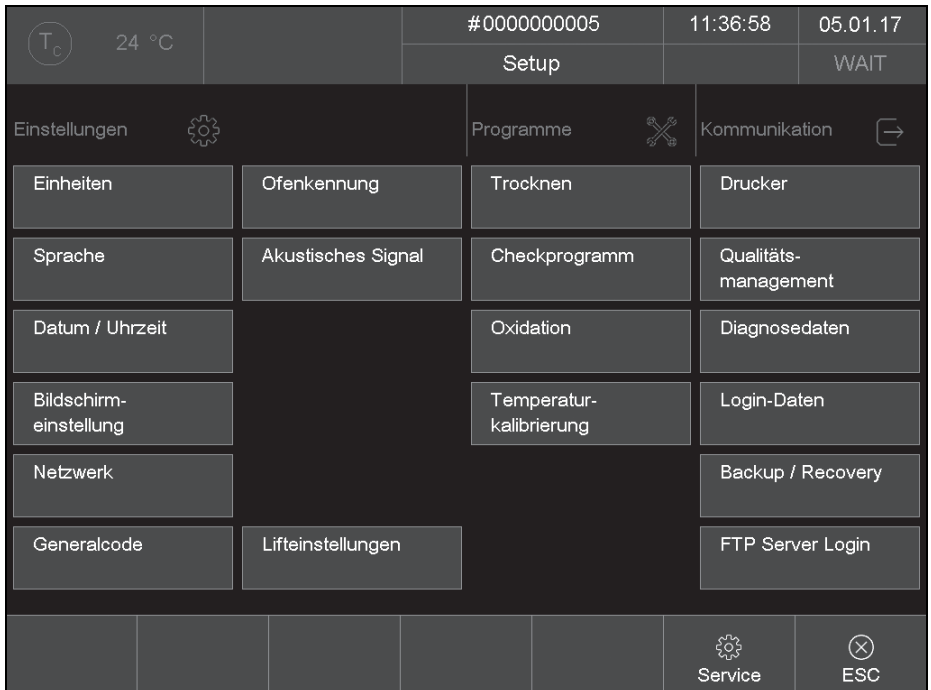 Tc 24 °C
#0000000005 11:36:58 05.01.17
Setup WAIT
Einstellungen Programme Kommunikation
Einheiten Ofenkennung Trocknen Drucker
Sprache Akustisches Signal Checkprogramm Qualitäts-
management
Datum / Uhrzeit Oxidation Diagnosedaten
Bildschirm-
einstellung
Temperatur-
kalibrierung
Login-Daten
Netzwerk Backup / Recovery
Generalcode Lifteinstellungen FTP Server Login
Service ESC